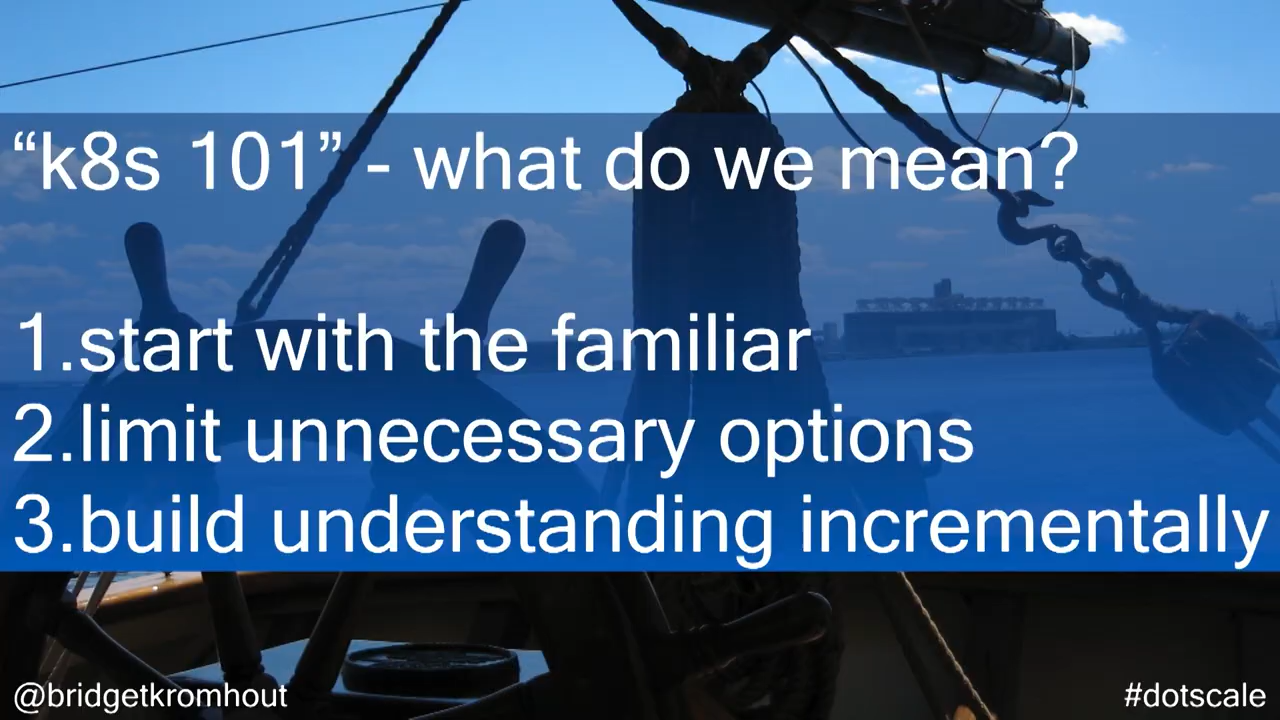 “k8s 101” - what do we mean?
1.start with the familiar
2.limit unnecessary options
3.build understanding incrementally
@bridgetkromhout
#dotscale